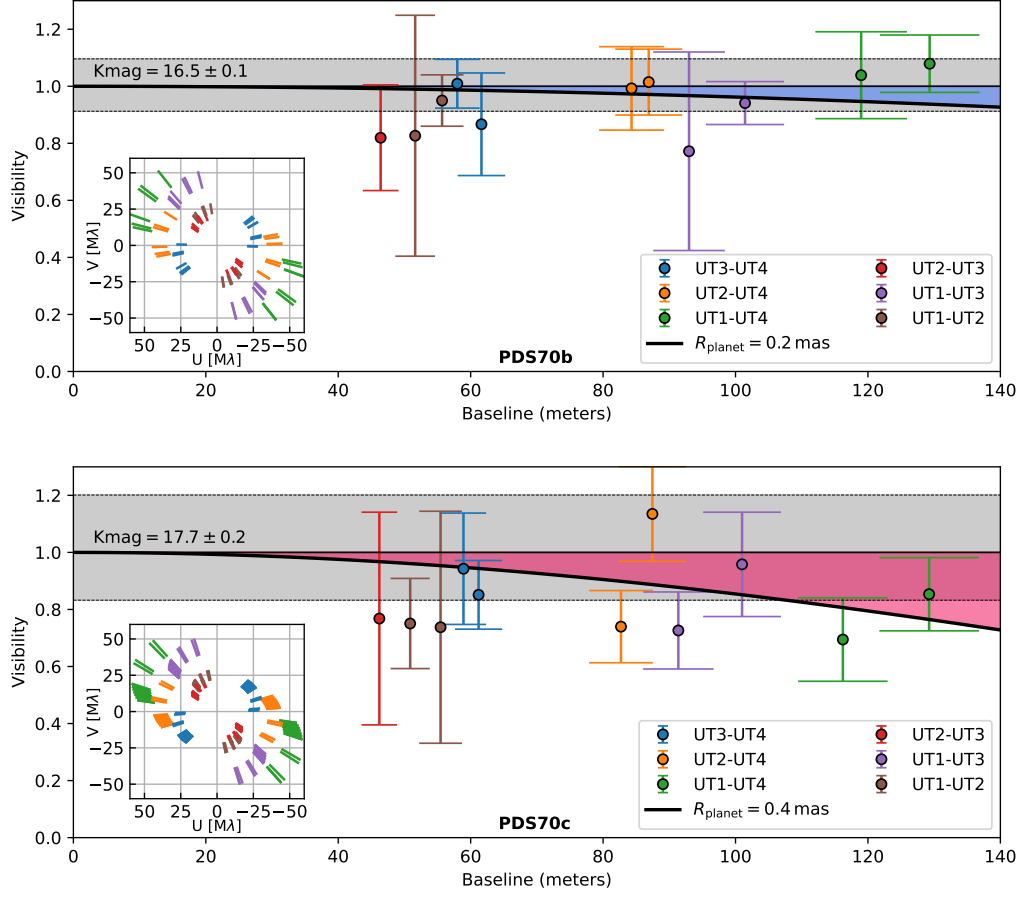 1.2
1.0
0.8
0.6
0.4
0.2
0.0
Visibility
Kmag = 16.5 ± 0.1
50
25
0
−25
−50
V [Mλ]
50 25 0 −25 −50
U [Mλ]
UT3-UT4 UT2-UT3
UT2-UT4 UT1-UT3
UT1-UT4 UT1-UT2
R_planet = 0.2 mas
PDS70b
0 20 40 60 80 100 120 140
Baseline (meters)
1.2
1.0
0.8
0.6
0.4
0.2
0.0
Visibility
Kmag = 17.7 ± 0.2
50
25
0
−25
−50
V [Mλ]
50 25 0 −25 −50
U [Mλ]
UT3-UT4 UT2-UT3
UT2-UT4 UT1-UT3
UT1-UT4 UT1-UT2
R_planet = 0.4 mas
PDS70c
0 20 40 60 80 100 120 140
Baseline (meters)